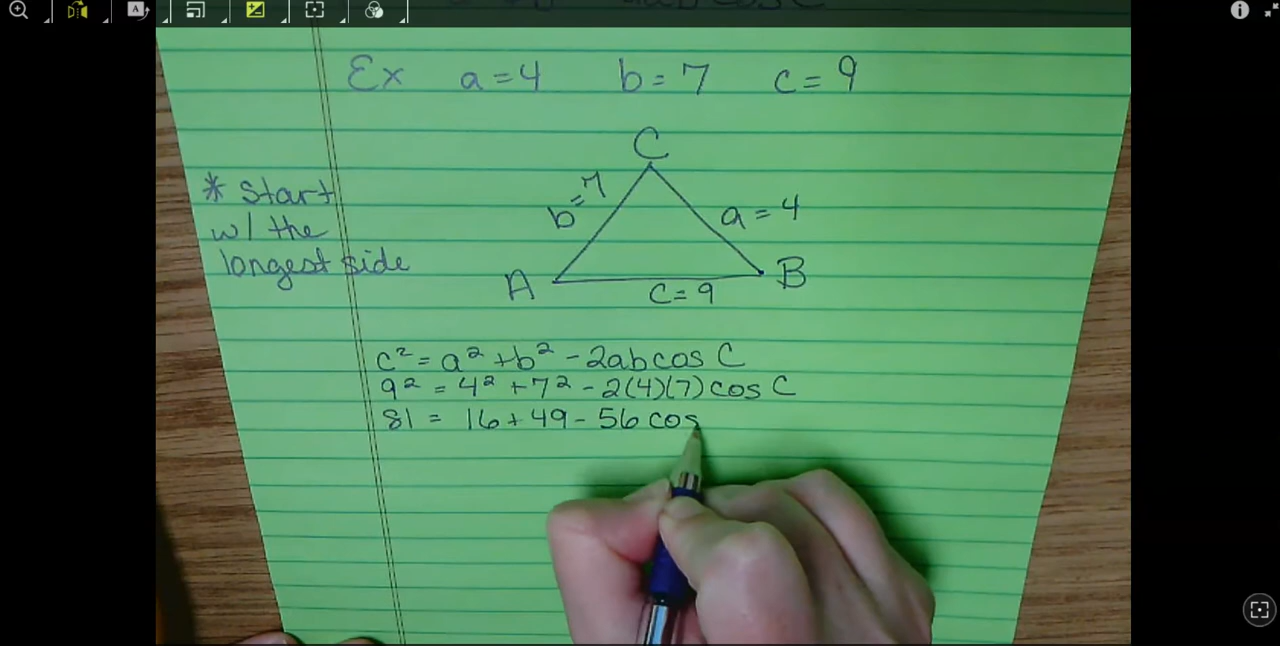 Ex a=4 b=7 c=9
C
b=7
a=4
* Start
w/ the
longest side
A
B
c=9
c² = a² + b² - 2ab cos C
9² = 4² + 7² - 2(4)(7) cos C
81 = 16 + 49 - 56 cos